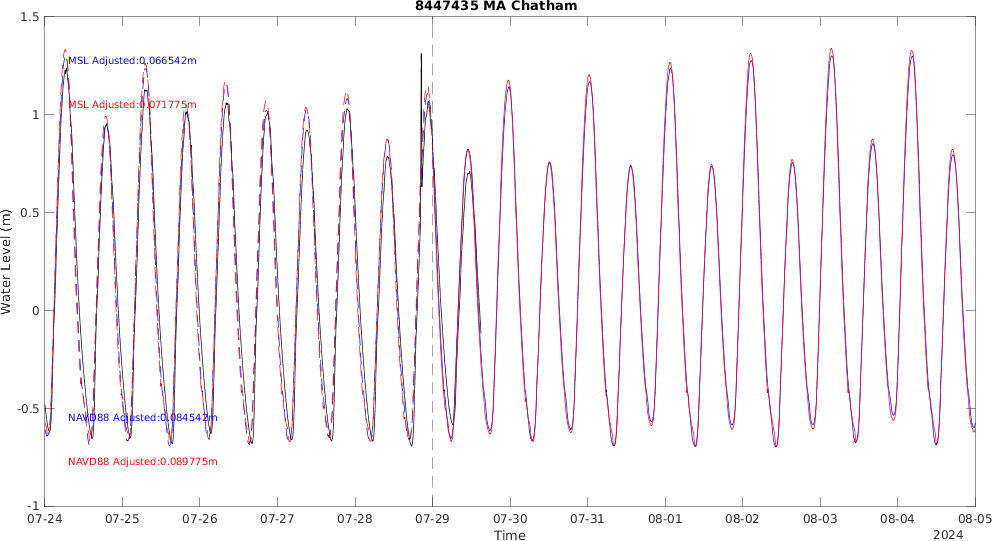 8447435 MA Chatham
1.5
1
0.5
0
-0.5
-1
Water Level (m)
MSL Adjusted:0.066542m
MSL Adjusted:0.071775m
NAVD88 Adjusted:0.084542m
NAVD88 Adjusted:0.089775m
07-24 07-25 07-26 07-27 07-28 07-29 07-30 07-31 08-01 08-02 08-03 08-04 08-05
Time
2024